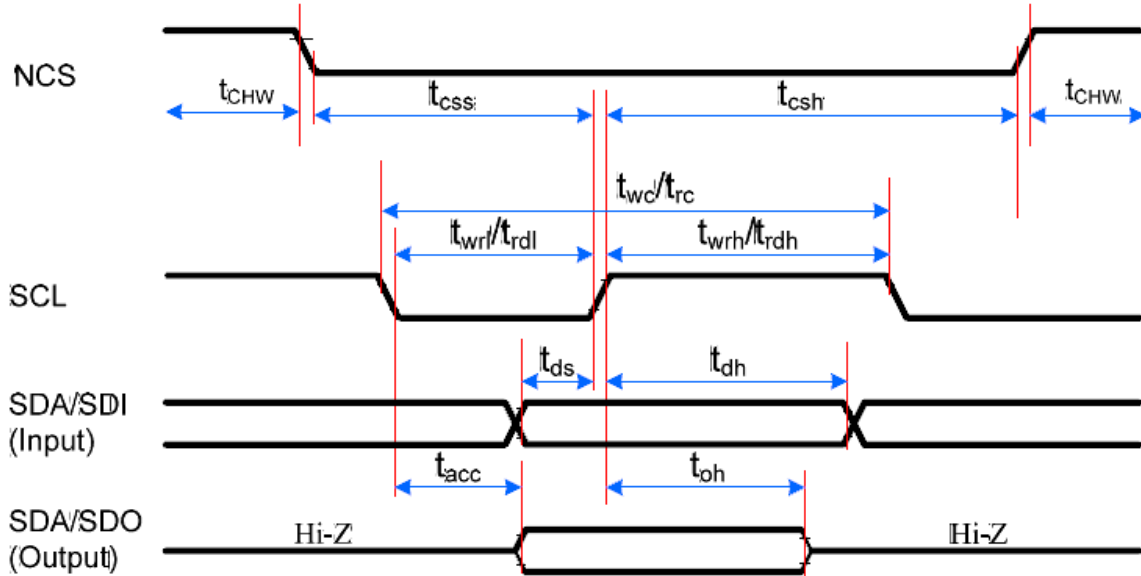 NCS
tCHW
tcss
tcsh
tCHW
twc/trc
twrl/trdl
twrh/trdh
SCL
tds
tdh
SDA/SDI
(Input)
tacc
toh
SDA/SDO
(Output)
Hi-Z
Hi-Z